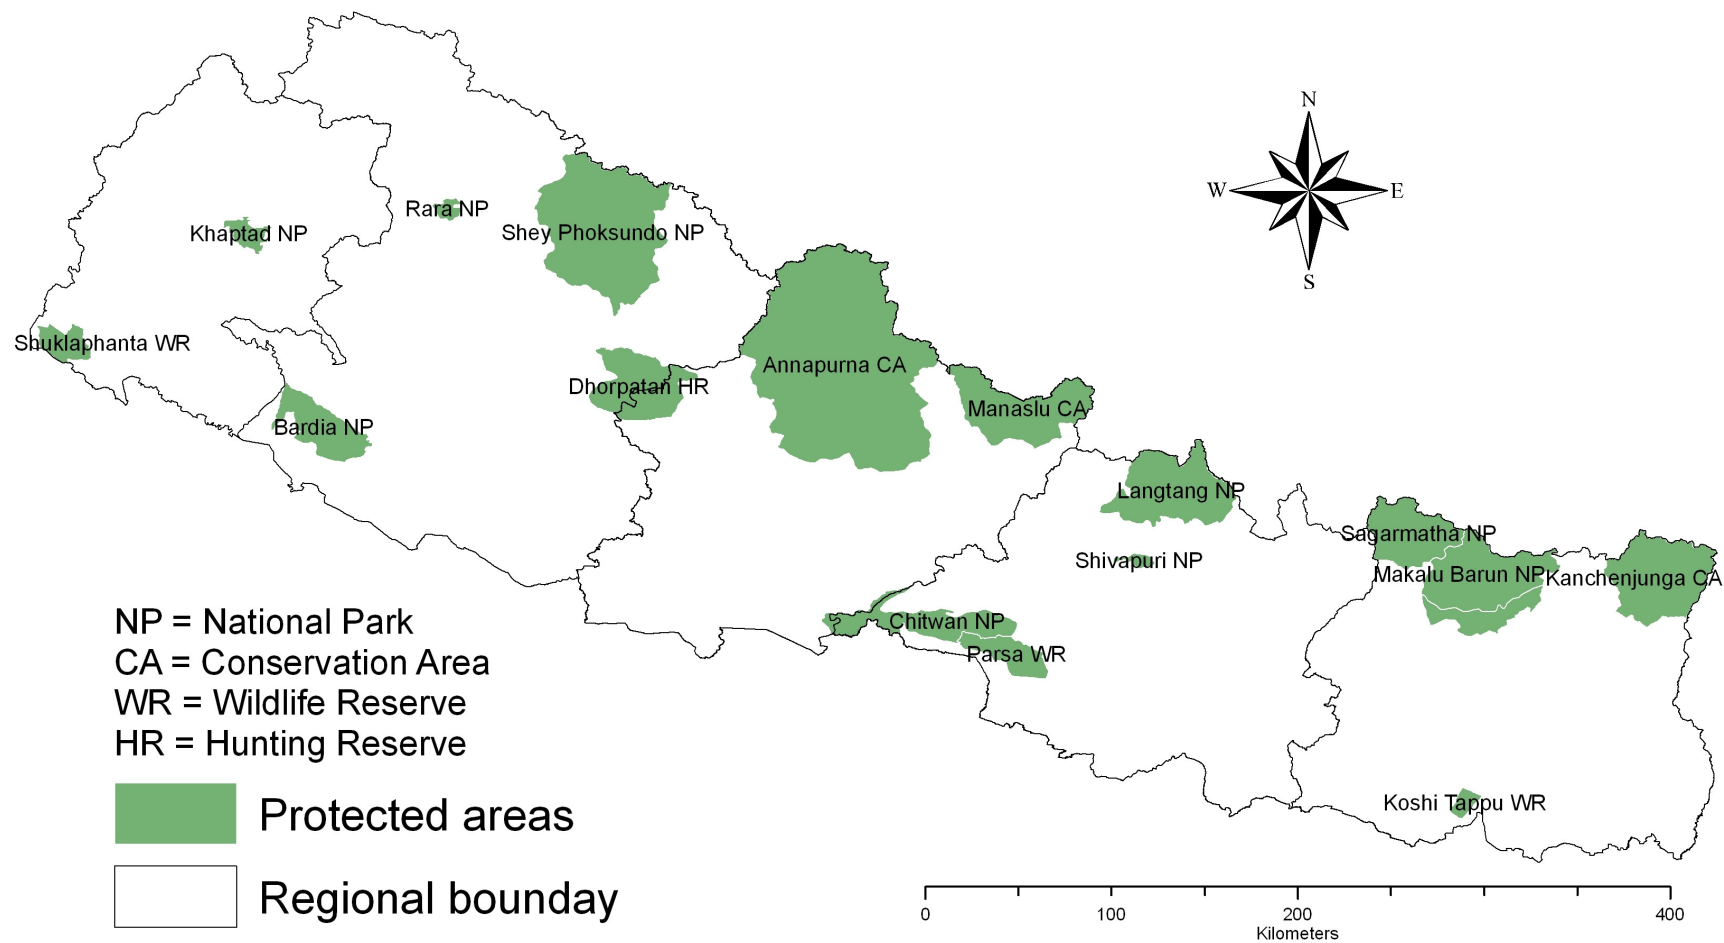 N
W
E
S
Rara NP
Khaptad NP
Shey Phoksundo NP
Shuklaphanta WR
Annapurna CA
Dhorpatan HR
Manaslu CA
Bardia NP
Langtang NP
Sagarmatha NP
Shivapuri NP
Makalu Barun NP
Kanchenjunga CA
Chitwan NP
Parsa WR
Koshi Tappu WR
NP = National Park
CA = Conservation Area
WR = Wildlife Reserve
HR = Hunting Reserve
Protected areas
Regional bounday
0 100 200 400
Kilometers